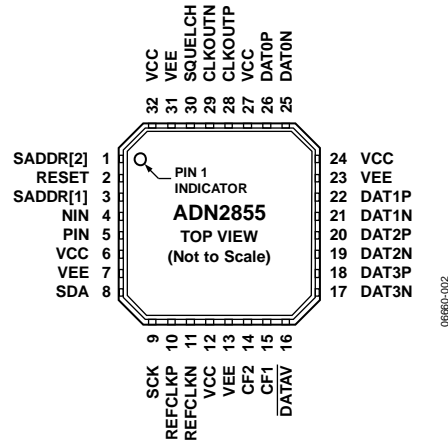 32 VCC
31 VEE
30 SQUELCH
29 CLKOUTN
28 CLKOUTP
27 VCC
26 DAT0P
25 DAT0N
SADDR[2] 1
RESET 2
SADDR[1] 3
NIN 4
PIN 5
VCC 6
VEE 7
SDA 8
PIN 1
INDICATOR
ADN2855
TOP VIEW
(Not to Scale)
24 VCC
23 VEE
22 DAT1P
21 DAT1N
20 DAT2P
19 DAT2N
18 DAT3P
17 DAT3N
SCK 9
REFCLKP 10
REFCLKN 11
VCC 12
VEE 13
CF2 14
CF1 15
DATAV 16
06660-002